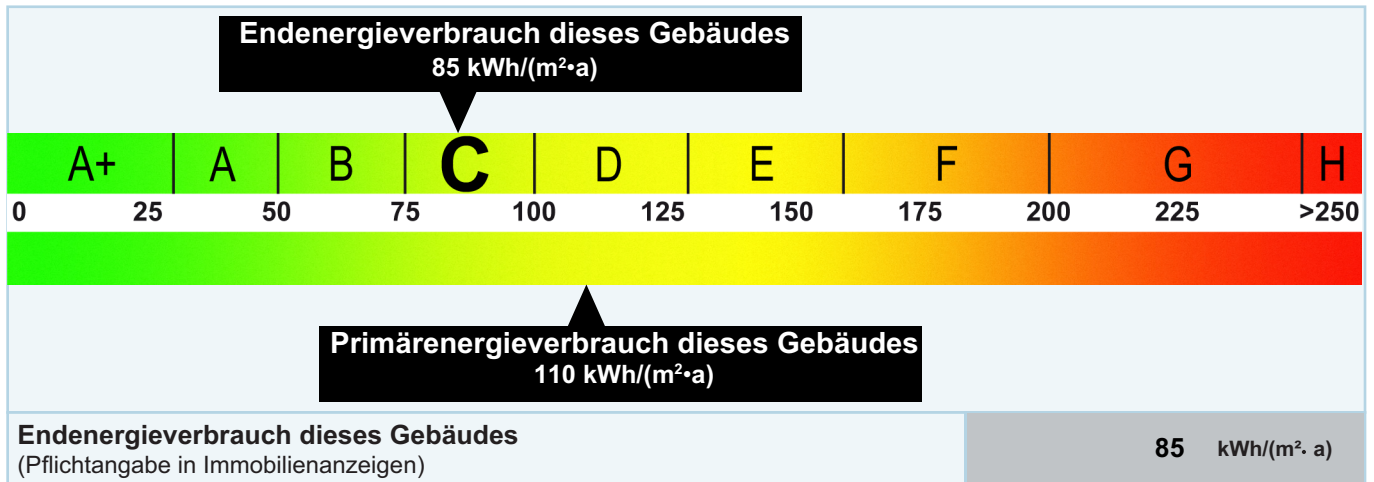 Endenergieverbrauch dieses Gebäudes
85 kWh/(m²•a)
A+ A B C D E F G H
0 25 50 75 100 125 150 175 200 225 >250
Primärenergieverbrauch dieses Gebäudes
110 kWh/(m²•a)
Endenergieverbrauch dieses Gebäudes 85 kWh/(m²· a)
(Pflichtangabe in Immobilienanzeigen)